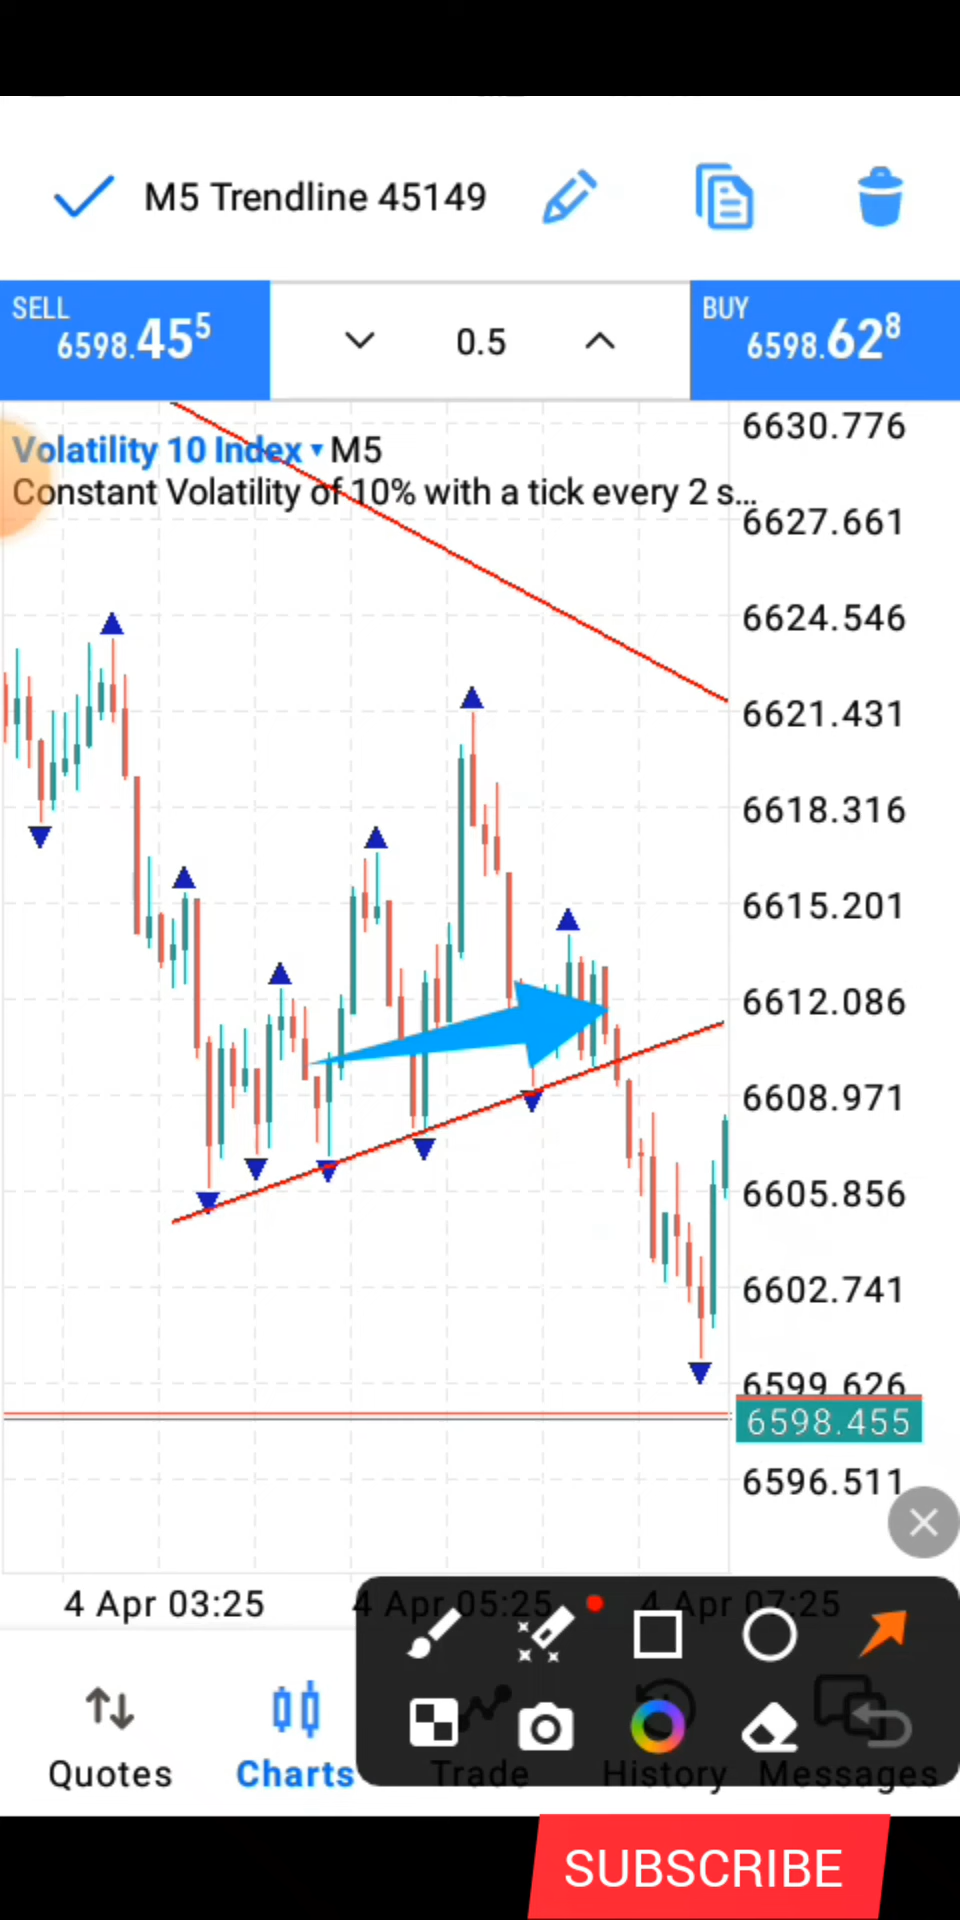 M5 Trendline 45149
SELL
6598.455
0.5
BUY
6598.628
Volatility 10 Index ▾ M5
Constant Volatility of 10% with a tick every 2 s...
6630.776
6627.661
6624.546
6621.431
6618.316
6615.201
6612.086
6608.971
6605.856
6602.741
6599.626
6598.455
6596.511
4 Apr 03:25
4 Apr 05:25
4 Apr 07:25
Quotes
Charts
Trade
History
Messages
SUBSCRIBE